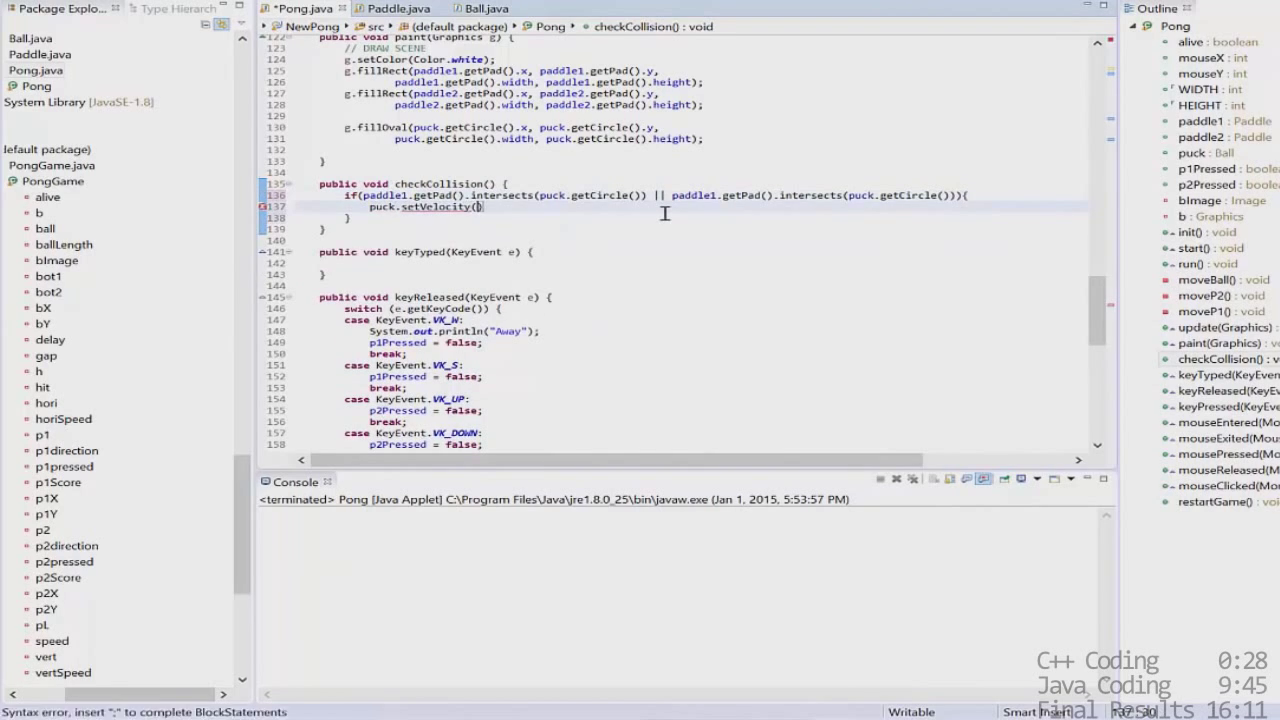 Package Explo...
Type Hierarch
Ball.java
Paddle.java
Pong.java
Pong
System Library [JavaSE-1.8]
(default package)
PongGame.java
PongGame
alive
b
ball
ballLength
bImage
bot1
bot2
bX
bY
delay
gap
h
hit
hori
horiSpeed
p1
p1direction
p1pressed
p1Score
p1X
p1Y
p2
p2direction
p2pressed
p2Score
p2X
p2Y
pL
speed
vert
vertSpeed
*Pong.java Paddle.java Ball.java
NewPong src (default package) Pong checkCollision() : void
122 public void paint(Graphics g) {
123 // DRAW SCENE
124 g.setColor(Color.white);
125 g.fillRect(paddle1.getPad().x, paddle1.getPad().y,
126 paddle1.getPad().width, paddle1.getPad().height);
127 g.fillRect(paddle2.getPad().x, paddle2.getPad().y,
128 paddle2.getPad().width, paddle2.getPad().height);
129
130 g.fillOval(puck.getCircle().x, puck.getCircle().y,
131 puck.getCircle().width, puck.getCircle().height);
132
133 }
134
135 public void checkCollision() {
136 if(paddle1.getPad().intersects(puck.getCircle()) || paddle1.getPad().intersects(puck.getCircle())){
137 puck.setVelocity()
138 }
139 }
140
141 public void keyTyped(KeyEvent e) {
142
143 }
144
145 public void keyReleased(KeyEvent e) {
146 switch (e.getKeyCode()) {
147 case KeyEvent.VK_W:
148 System.out.println("Away");
149 p1Pressed = false;
150 break;
151 case KeyEvent.VK_S:
152 p1Pressed = false;
153 break;
154 case KeyEvent.VK_UP:
155 p2Pressed = false;
156 break;
157 case KeyEvent.VK_DOWN:
158 p2Pressed = false;
Console
<terminated> Pong [Java Applet] C:\Program Files\Java\jre1.8.0_25\bin\javaw.exe (Jan 1, 2015, 5:53:57 PM)
Outline
Pong
alive : boolean
mouseX : int
mouseY : int
WIDTH : int
HEIGHT : int
paddle1 : Paddle
paddle2 : Paddle
puck : Ball
p1Pressed : boolean
p2Pressed : boolean
bImage : Image
b : Graphics
init() : void
start() : void
run() : void
moveBall() : void
moveP2() : void
moveP1() : void
update(Graphics)
paint(Graphics) : void
checkCollision() : v
keyTyped(KeyEven
keyReleased(KeyE
keyPressed(KeyEve
mouseEntered(Mo
mouseExited(Mous
mousePressed(Mo
mouseReleased(Mo
mouseClicked(Mou
restartGame() : voi
C++ Coding 0:28
Java Coding 9:45
Final Results 16:11
Syntax error, insert ";" to complete BlockStatements
Writable
Smart Insert
137 : 30